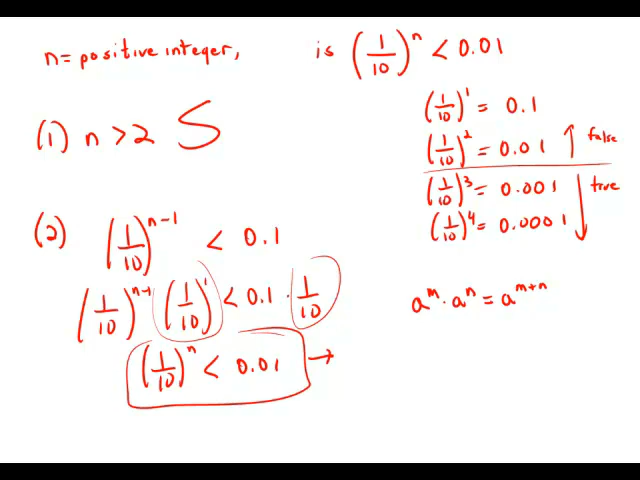 n = positive integer, is (1/10)^n < 0.01
(1/10)^1 = 0.1
(1/10)^2 = 0.01 ↑ false
(1/10)^3 = 0.001 ↓ true
(1/10)^4 = 0.0001
(1) n > 2 S
(2) (1/10)^{n-1} < 0.1
(1/10)^{n-1} (1/10)^1 < 0.1 · 1/10
(1/10)^n < 0.01 →
a^m · a^n = a^{m+n}